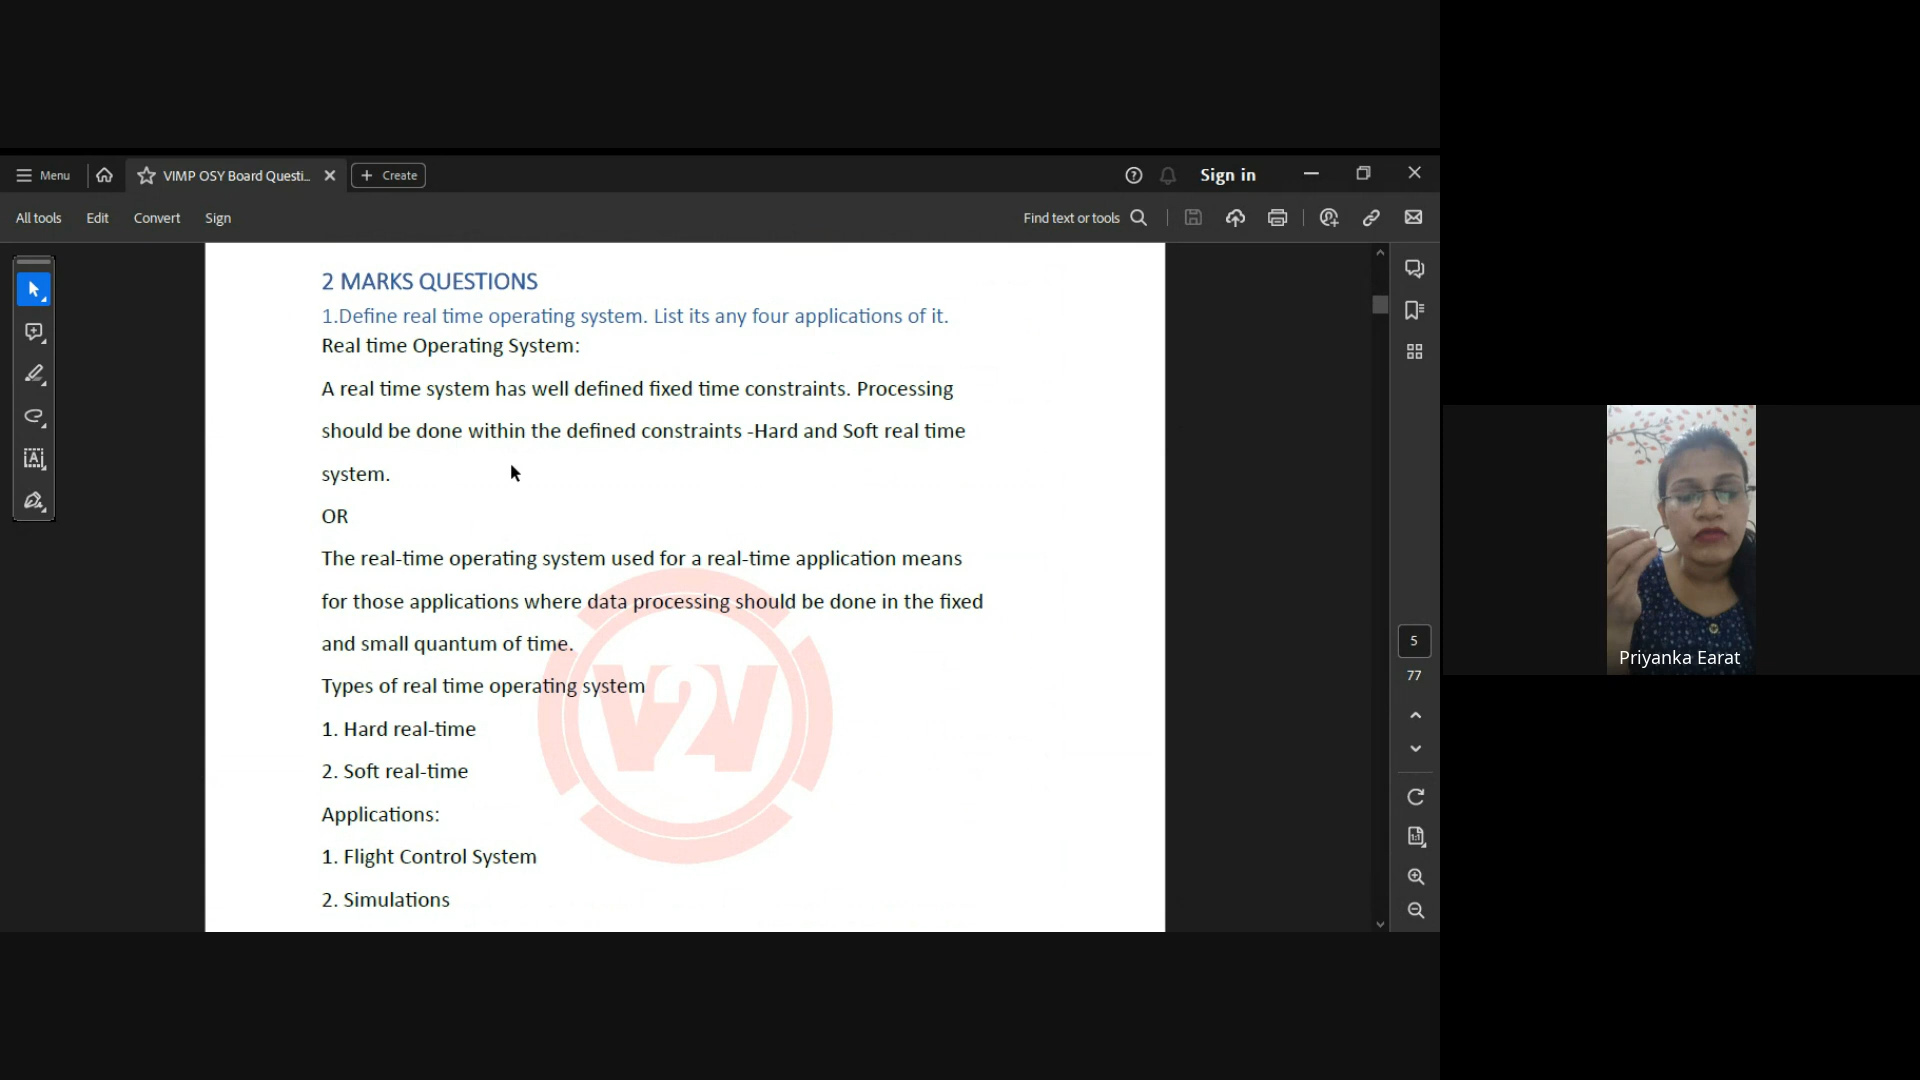 Menu
VIMP OSY Board Questi...
Create
Sign in
All tools
Edit
Convert
Sign
Find text or tools
2 MARKS QUESTIONS
1.Define real time operating system. List its any four applications of it.
Real time Operating System:
A real time system has well defined fixed time constraints. Processing
should be done within the defined constraints -Hard and Soft real time
system.
OR
The real-time operating system used for a real-time application means
for those applications where data processing should be done in the fixed
and small quantum of time.
Types of real time operating system
1. Hard real-time
2. Soft real-time
Applications:
1. Flight Control System
2. Simulations
V2V
5
77
Priyanka Earat